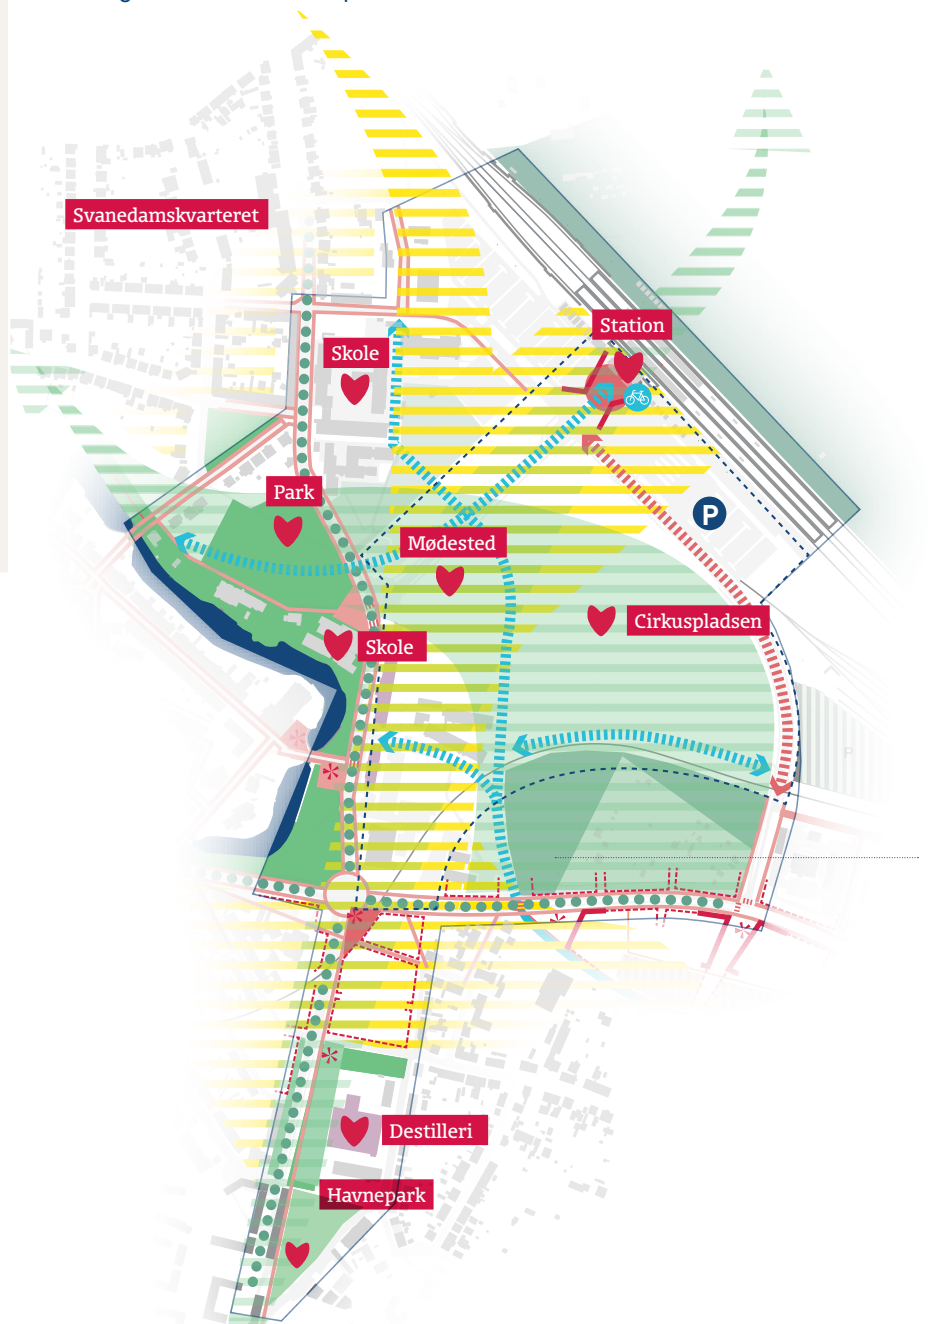 Svanedamskvarteret
Station
Skole
Park
P
Mødested
Cirkuspladsen
Skole
P
Destilleri
Havnepark